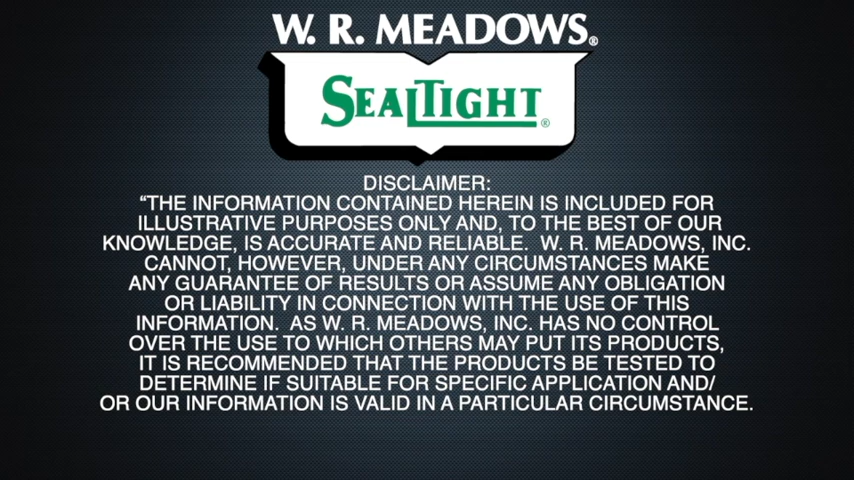 W. R. MEADOWS®
SEALTIGHT®
DISCLAIMER:
“THE INFORMATION CONTAINED HEREIN IS INCLUDED FOR
ILLUSTRATIVE PURPOSES ONLY AND, TO THE BEST OF OUR
KNOWLEDGE, IS ACCURATE AND RELIABLE.  W. R. MEADOWS, INC.
CANNOT, HOWEVER, UNDER ANY CIRCUMSTANCES MAKE
ANY GUARANTEE OF RESULTS OR ASSUME ANY OBLIGATION
OR LIABILITY IN CONNECTION WITH THE USE OF THIS
INFORMATION.  AS W. R. MEADOWS, INC. HAS NO CONTROL
OVER THE USE TO WHICH OTHERS MAY PUT ITS PRODUCTS,
IT IS RECOMMENDED THAT THE PRODUCTS BE TESTED TO
DETERMINE IF SUITABLE FOR SPECIFIC APPLICATION AND/
OR OUR INFORMATION IS VALID IN A PARTICULAR CIRCUMSTANCE.